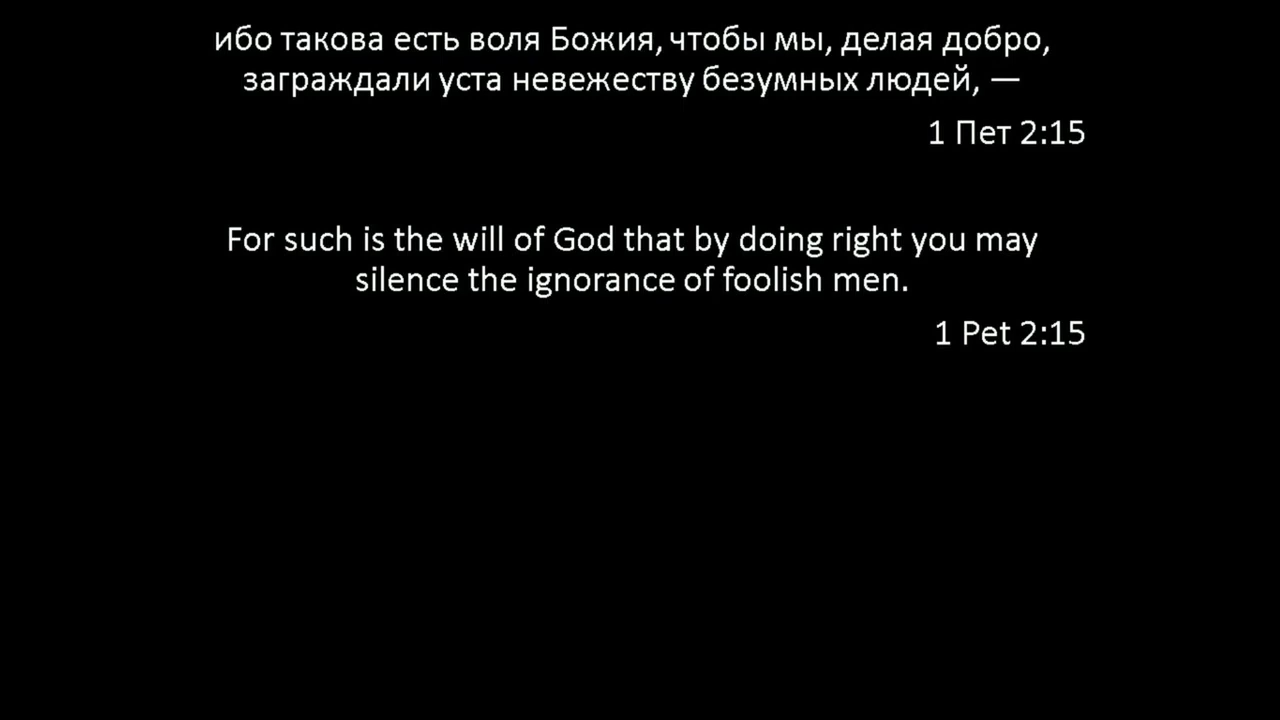 ибо такова есть воля Божия, чтобы мы, делая добро,
заграждали уста невежеству безумных людей, —
1 Пет 2:15
For such is the will of God that by doing right you may
silence the ignorance of foolish men.
1 Pet 2:15